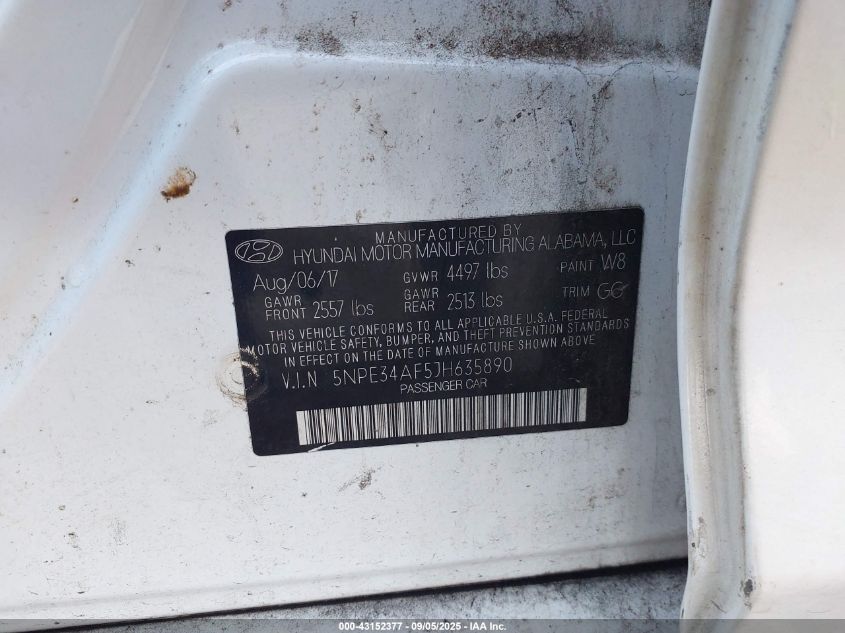 MANUFACTURED BY
HYUNDAI MOTOR MANUFACTURING ALABAMA, LLC
Aug/06/17 GVWR 4497 lbs PAINT W8
GAWR FRONT 2557 lbs GAWR REAR 2513 lbs TRIM GG
THIS VEHICLE CONFORMS TO ALL APPLICABLE U.S.A. FEDERAL
MOTOR VEHICLE SAFETY, BUMPER, AND THEFT PREVENTION STANDARDS
IN EFFECT ON THE DATE OF MANUFACTURE SHOWN ABOVE
V.I.N 5NPE34AF5JH635890
PASSENGER CAR
000-43152377 - 09/05/2025 - IAA Inc.